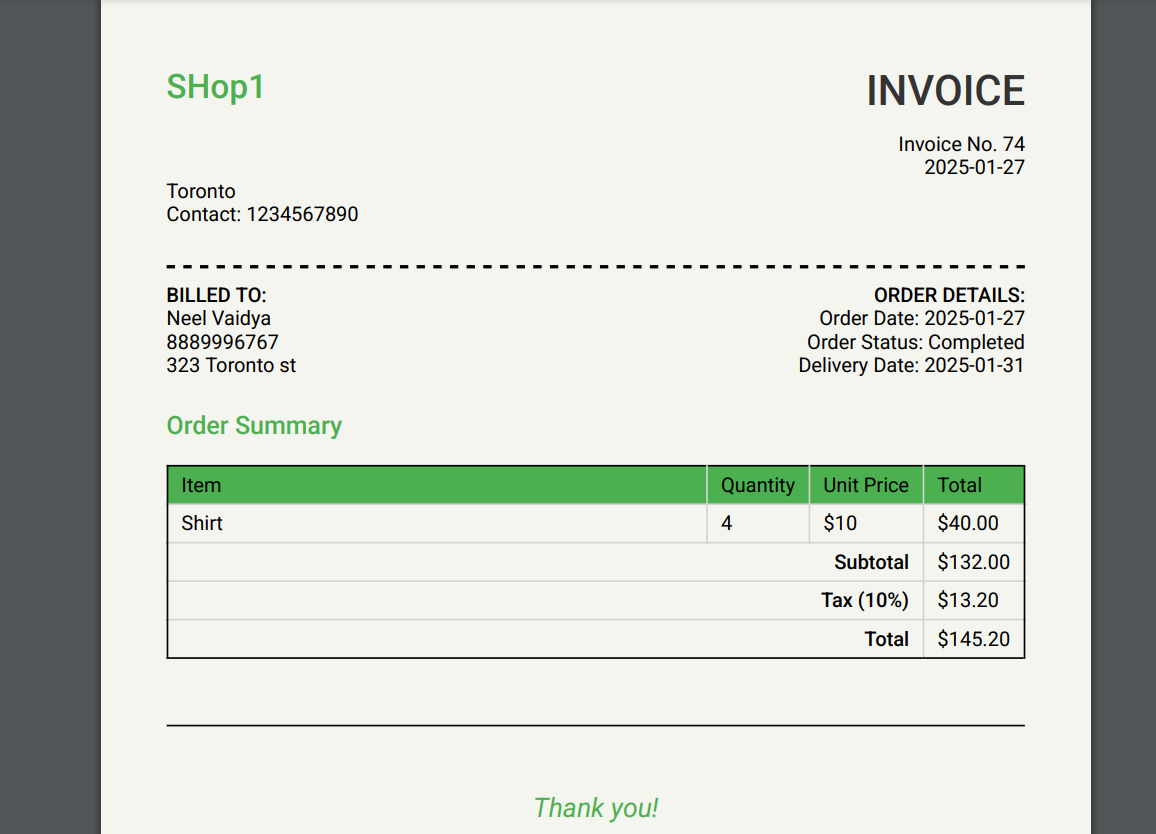 SHop1
INVOICE
Invoice No. 74
2025-01-27
Toronto
Contact: 1234567890
BILLED TO:
Neel Vaidya
8889996767
323 Toronto st
ORDER DETAILS:
Order Date: 2025-01-27
Order Status: Completed
Delivery Date: 2025-01-31
Order Summary
Item Quantity Unit Price Total
Shirt 4 $10 $40.00
Subtotal $132.00
Tax (10%) $13.20
Total $145.20
Thank you!